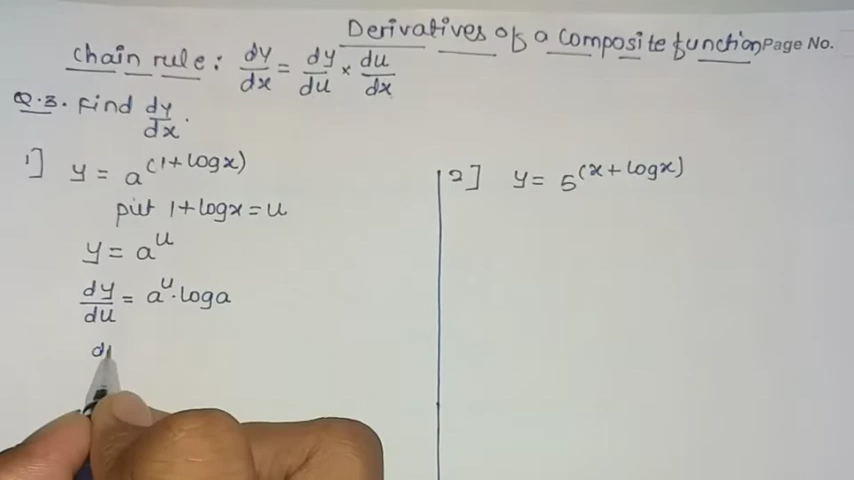 Derivatives of a composite function Page No.
chain rule: dy/dx = dy/du × du/dx
Q.3. Find dy/dx.
1] y = a^(1+logx)
put 1+logx = u
y = a^u
dy/du = a^u · loga
d
2] y = 5^(x+logx)